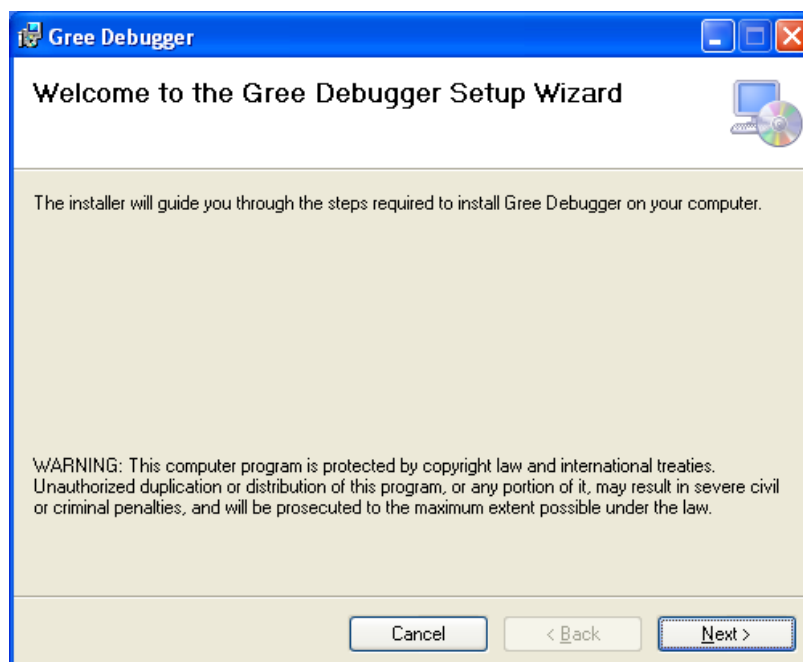 Gree Debugger
Welcome to the Gree Debugger Setup Wizard
The installer will guide you through the steps required to install Gree Debugger on your computer.
WARNING: This computer program is protected by copyright law and international treaties.
Unauthorized duplication or distribution of this program, or any portion of it, may result in severe civil
or criminal penalties, and will be prosecuted to the maximum extent possible under the law.
Cancel < Back Next >